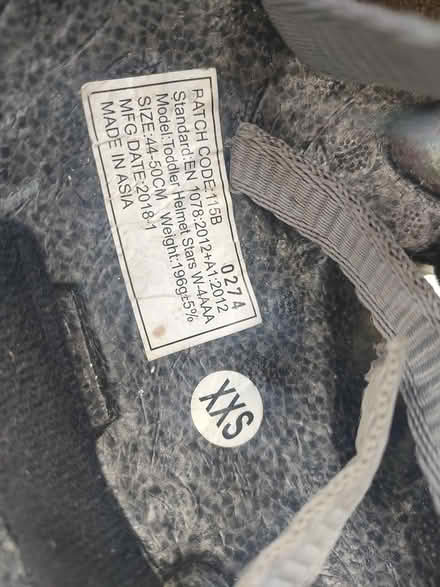 PATCH CODE:115B 0274
Standard:EN 1078:2012+A1:2012
Model:Toddler Helmet Stars W-4AAA
SIZE:44-50CM Weight:196g±5%
MFG.DATE:2018-1
MADE IN ASIA
XXS